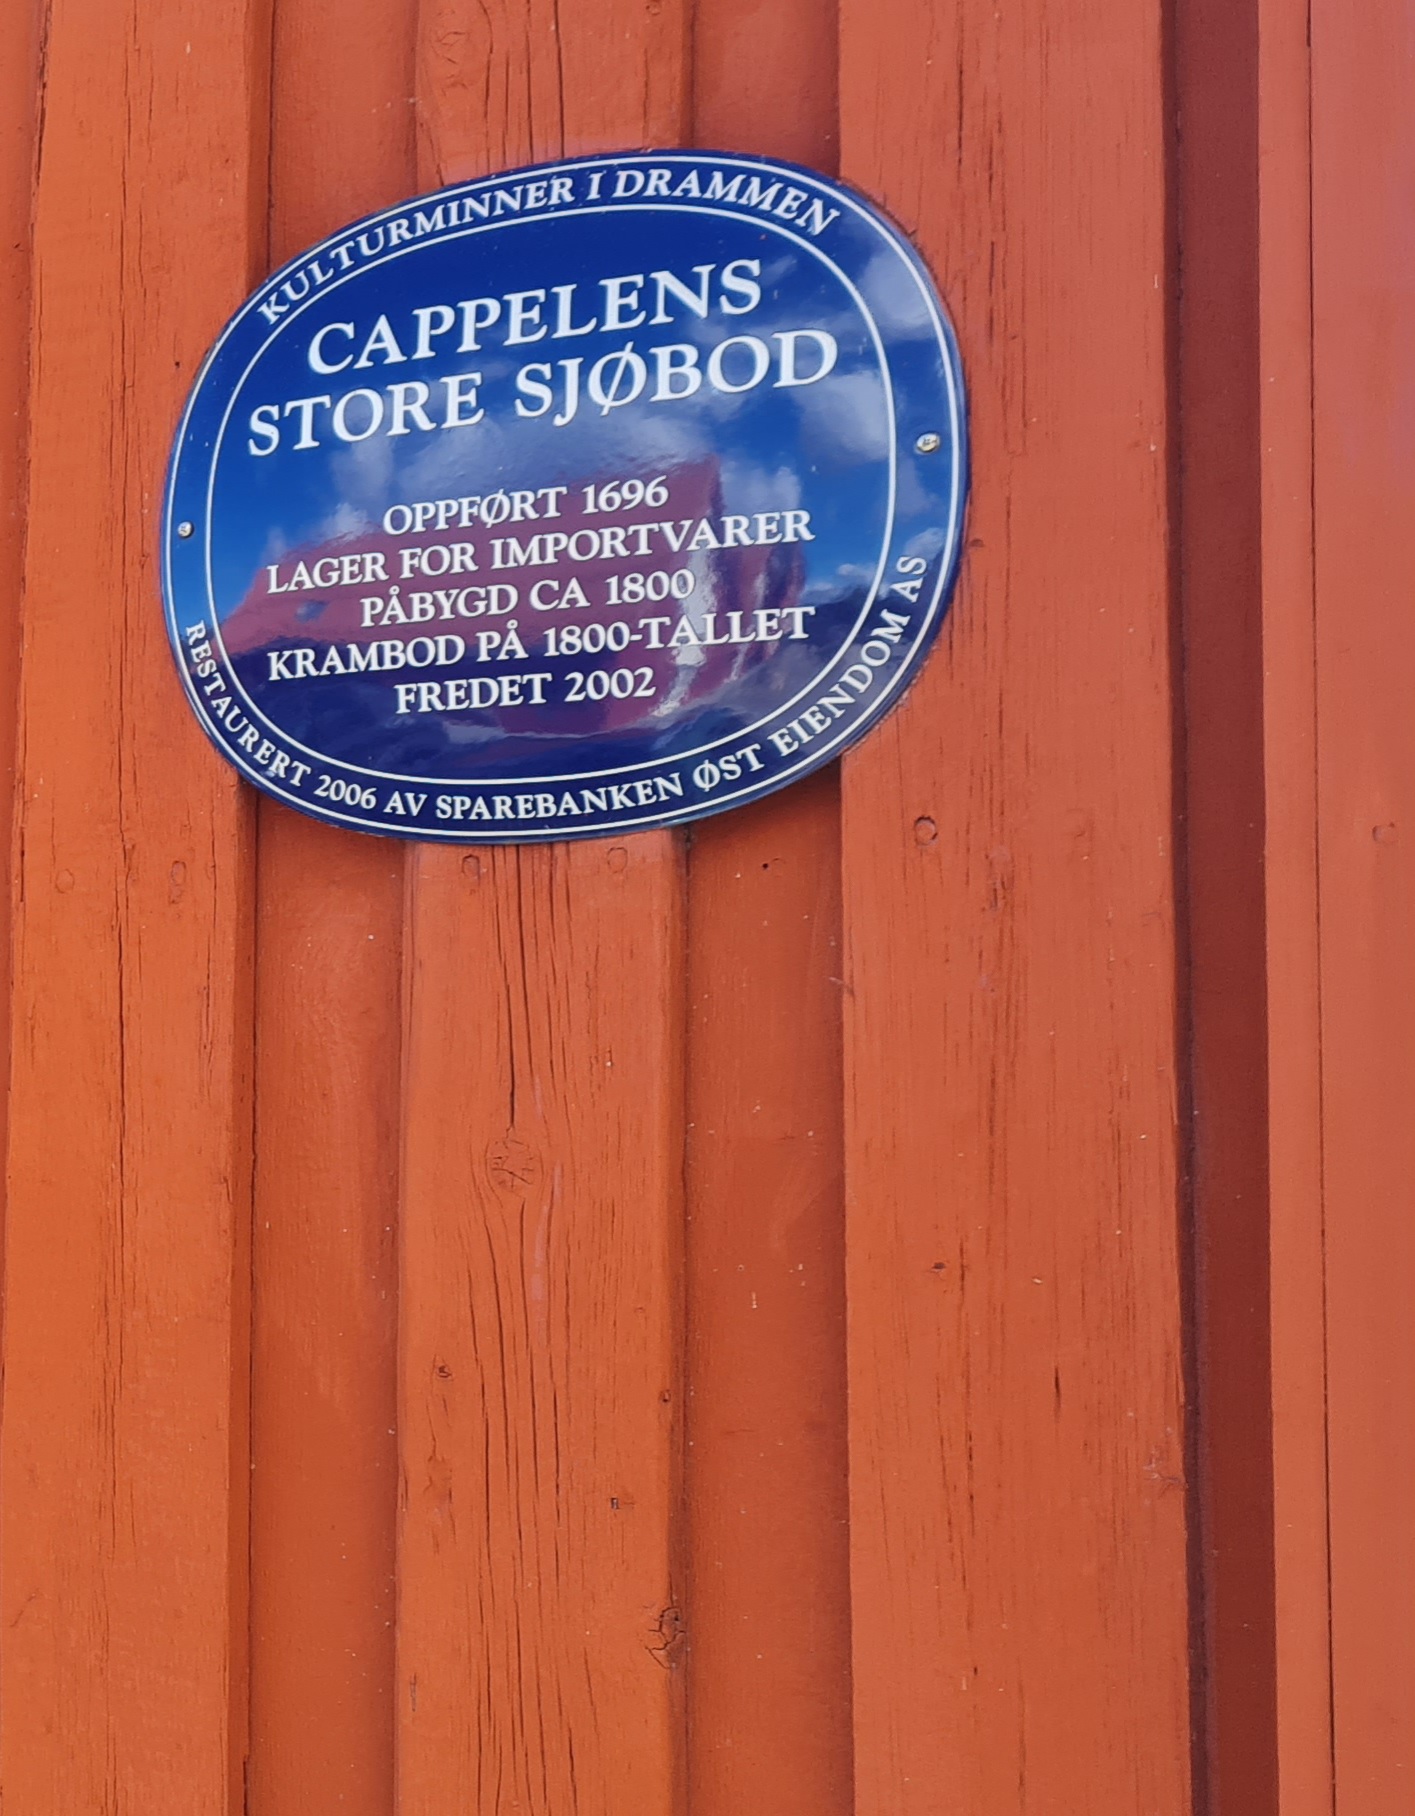 KULTURMINNER I DRAMMEN
CAPPELENS
STORE SJØBOD
OPPFØRT 1696
LAGER FOR IMPORTVARER
PÅBYGD CA 1800
KRAMBOD PÅ 1800-TALLET
FREDET 2002
RESTAURERT 2006 AV SPAREBANKEN ØST EIENDOM AS